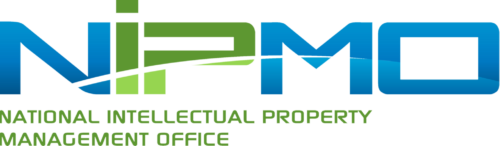 NIPMO
NATIONAL INTELLECTUAL PROPERTY
MANAGEMENT OFFICE